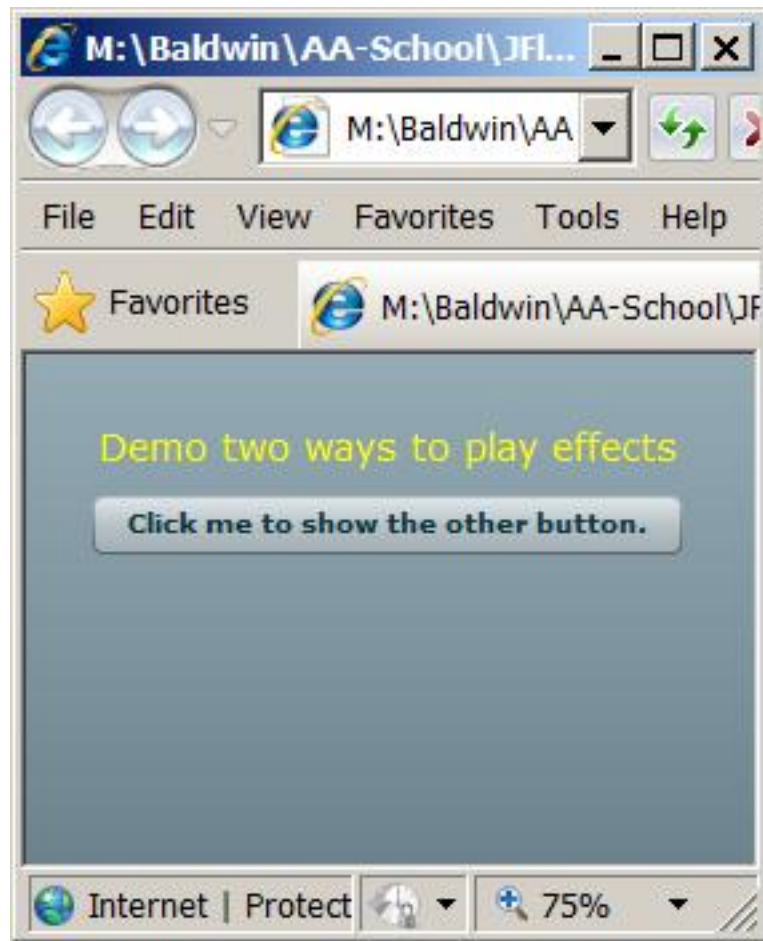 M:\Baldwin\AA-School\JFl...
M:\Baldwin\AA
File Edit View Favorites Tools Help
Favorites M:\Baldwin\AA-School\JF
Demo two ways to play effects
Click me to show the other button.
Internet | Protect 75%